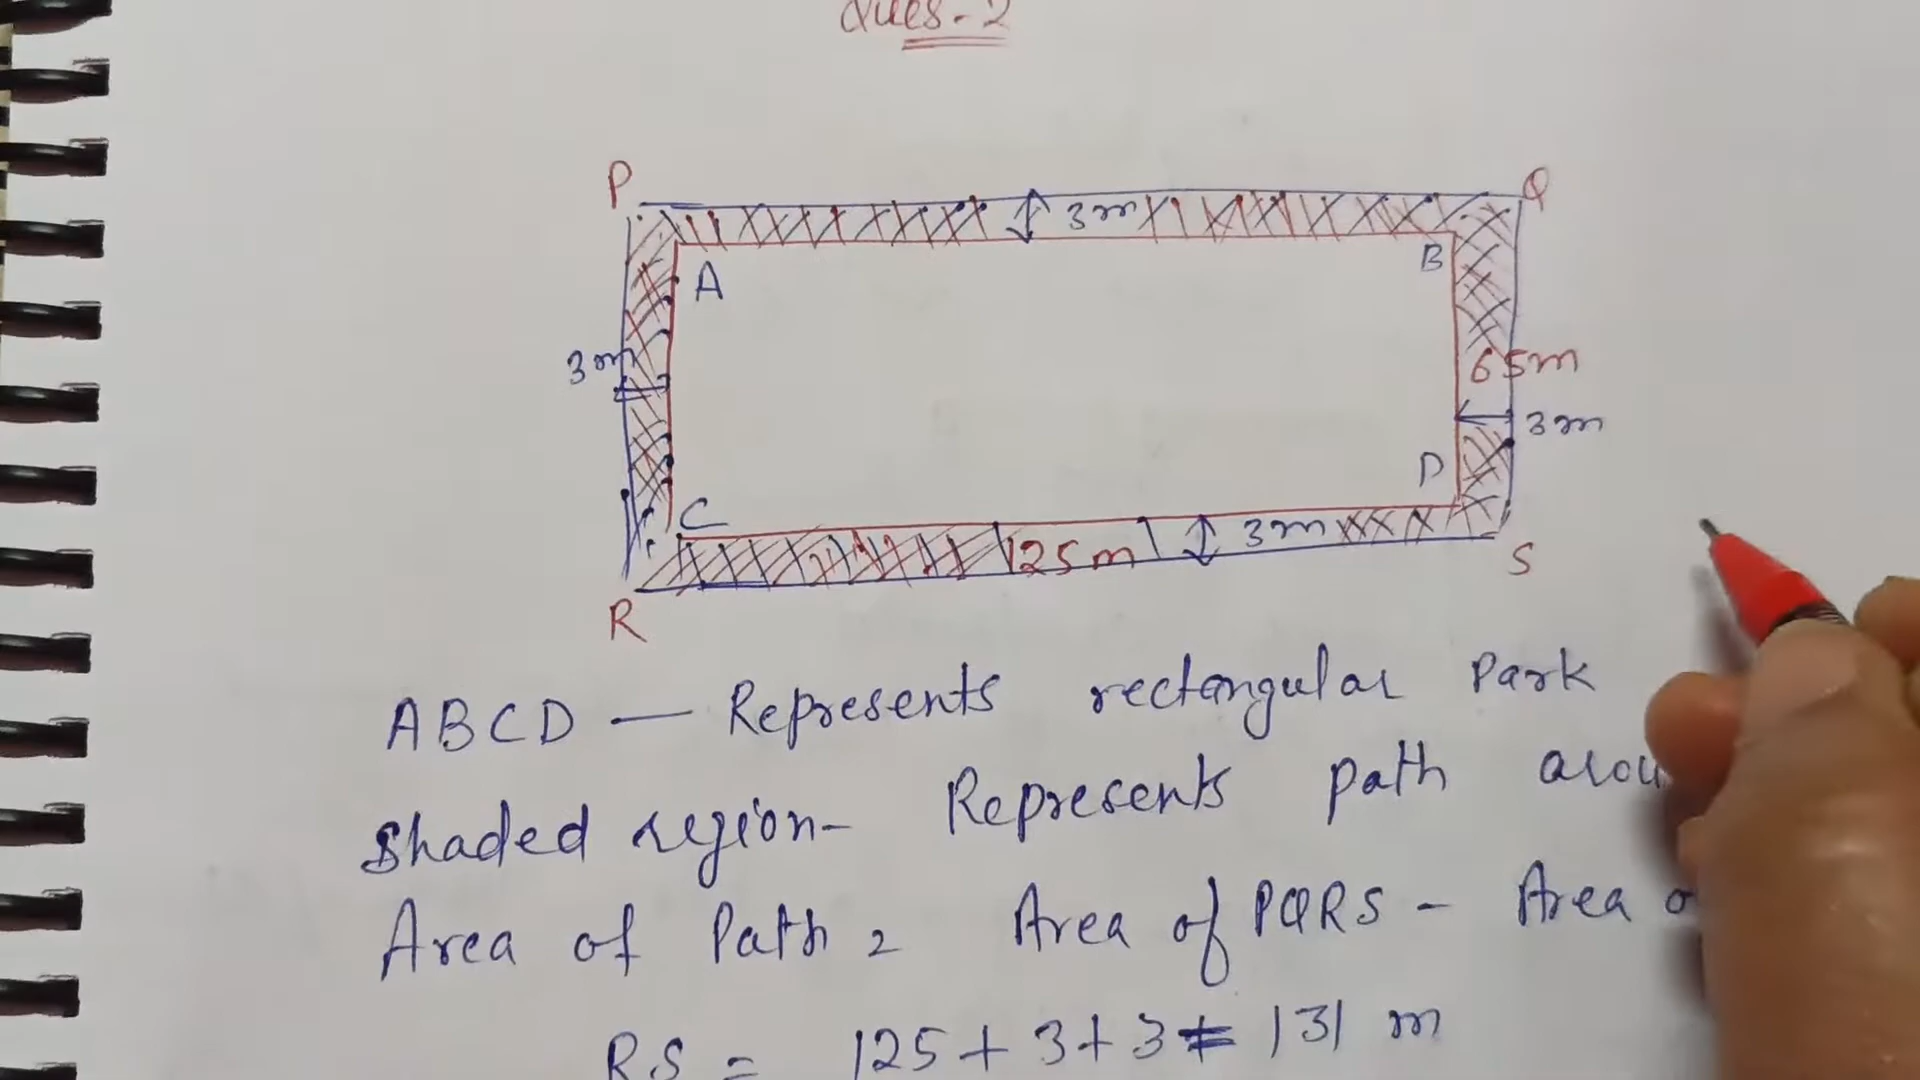 Ques-2
P
Q
3m
A
B
3m
65m
3m
D
C
125m
3m
S
R
ABCD — Represents rectangular Park
Shaded region- Represents path
Area of Path = Area of PQRS - Area
RS = 125+3+3 = 131 m